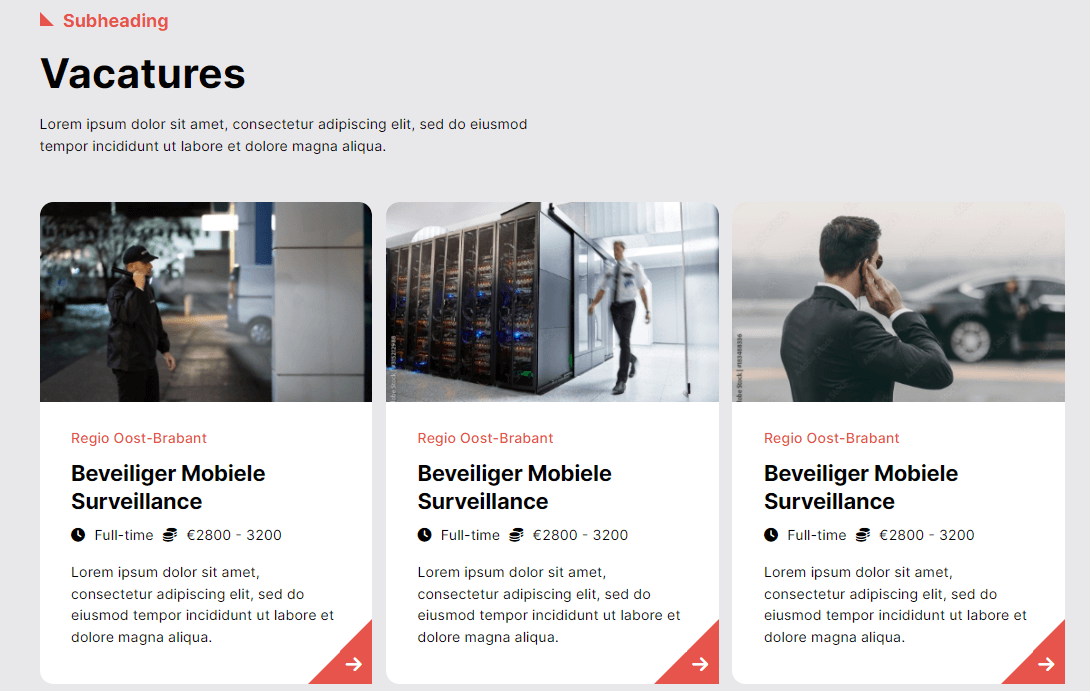 Subheading
Vacatures
Lorem ipsum dolor sit amet, consectetur adipiscing elit, sed do eiusmod
tempor incididunt ut labore et dolore magna aliqua.
Regio Oost-Brabant
Beveiliger Mobiele
Surveillance
Full-time €2800 - 3200
Lorem ipsum dolor sit amet,
consectetur adipiscing elit, sed do
eiusmod tempor incididunt ut labore et
dolore magna aliqua.
Regio Oost-Brabant
Beveiliger Mobiele
Surveillance
Full-time €2800 - 3200
Lorem ipsum dolor sit amet,
consectetur adipiscing elit, sed do
eiusmod tempor incididunt ut labore et
dolore magna aliqua.
Regio Oost-Brabant
Beveiliger Mobiele
Surveillance
Full-time €2800 - 3200
Lorem ipsum dolor sit amet,
consectetur adipiscing elit, sed do
eiusmod tempor incididunt ut labore et
dolore magna aliqua.